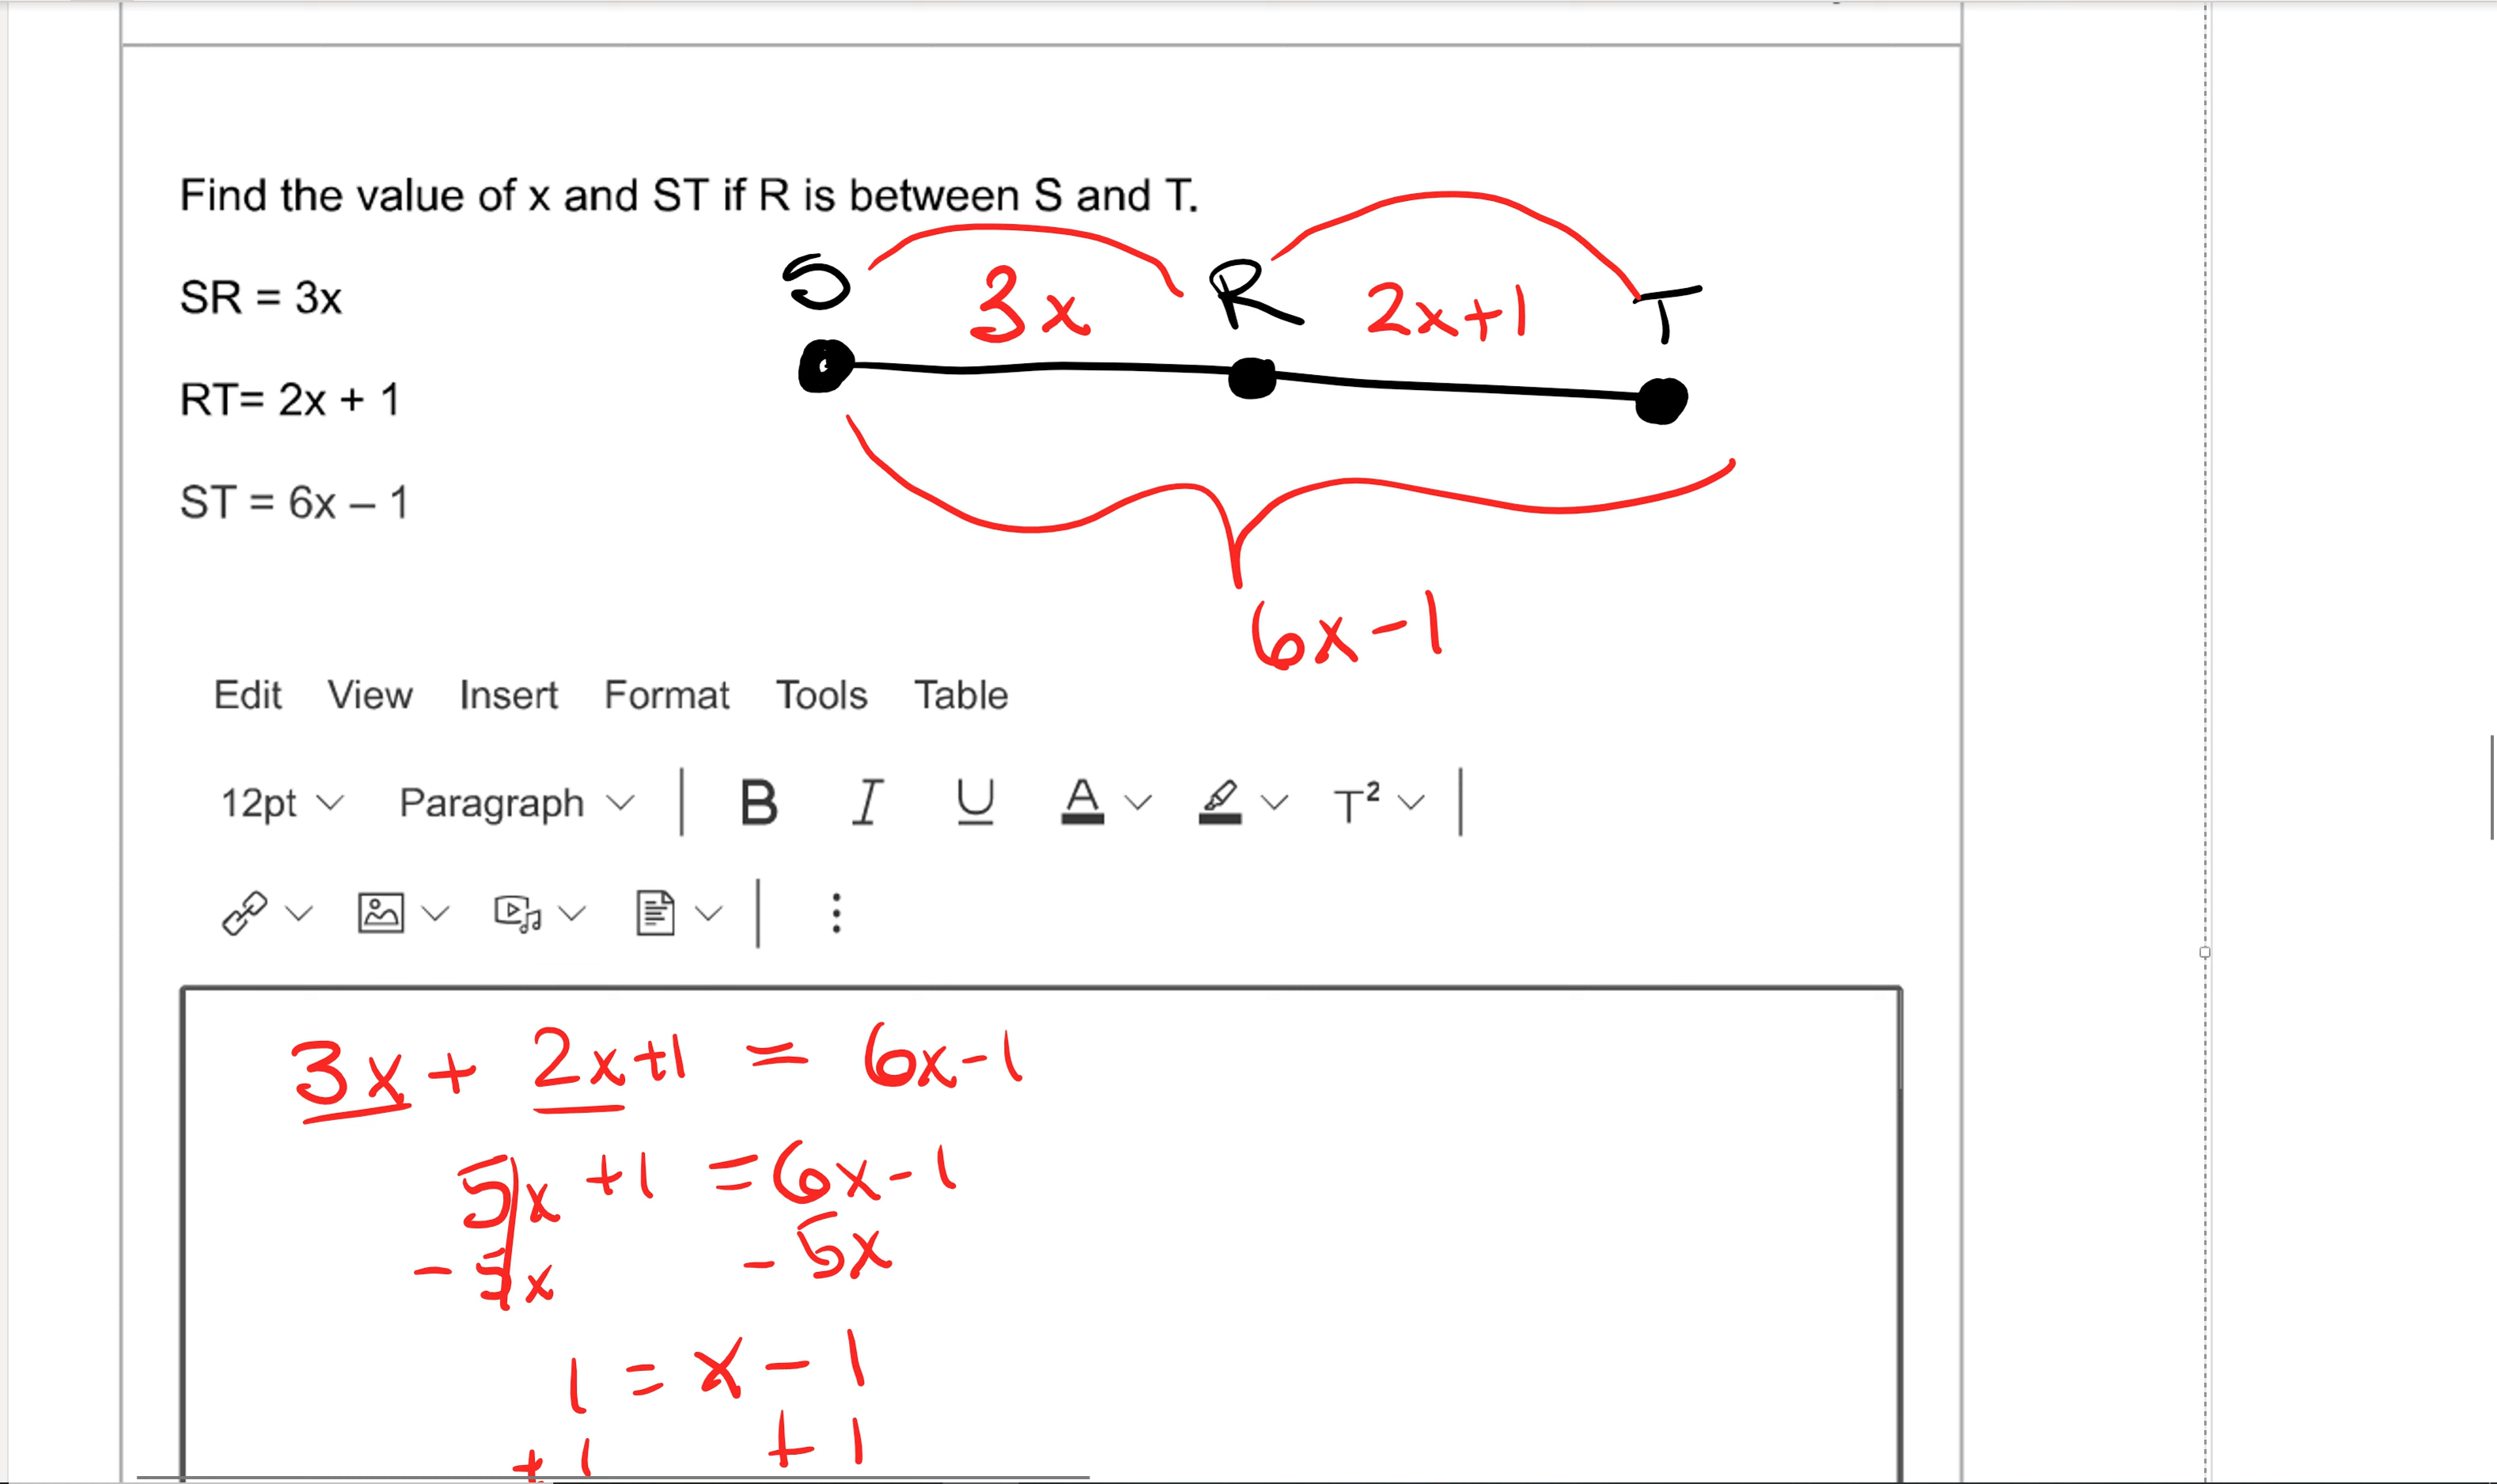 Find the value of x and ST if R is between S and T.
SR = 3x
S 3x R 2x+1 T
RT= 2x + 1
ST = 6x – 1
6x-1
Edit View Insert Format Tools Table
12pt Paragraph B I U A T²
3x + 2x+1 = 6x-1
5x +1 = 6x-1
- 5x - 5x
1 = x - 1
+ 1 + 1